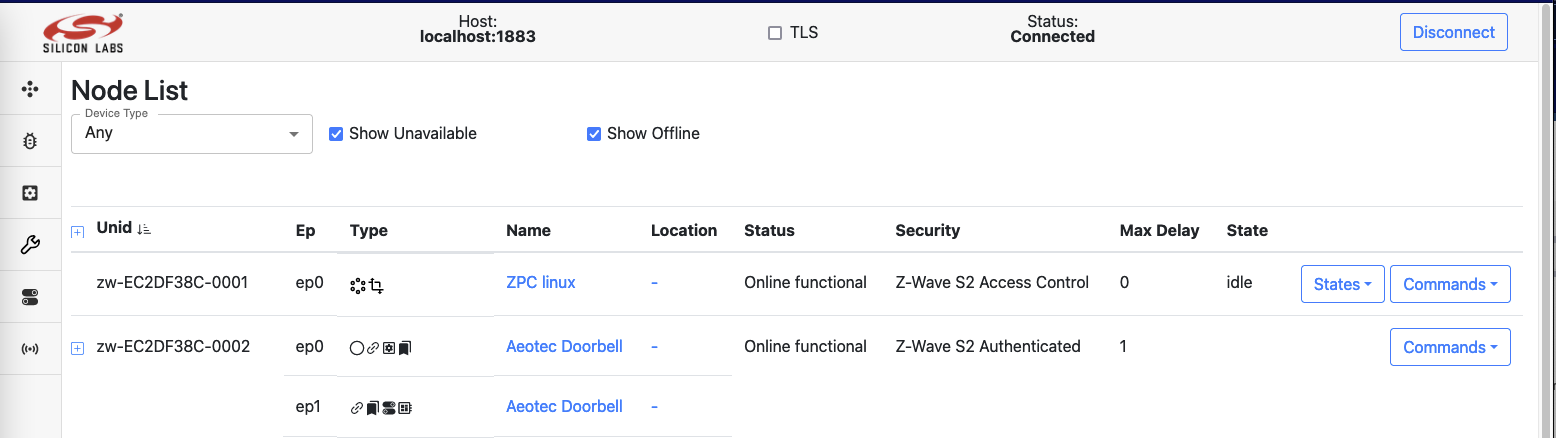 SILICON LABS
Host:
localhost:1883
TLS
Status:
Connected
Disconnect
Node List
Device Type
Any
Show Unavailable
Show Offline
Unid Ep Type Name Location Status Security Max Delay State
zw-EC2DF38C-0001 ep0 ZPC linux - Online functional Z-Wave S2 Access Control 0 idle States Commands
zw-EC2DF38C-0002 ep0 Aeotec Doorbell - Online functional Z-Wave S2 Authenticated 1 Commands
ep1 Aeotec Doorbell -